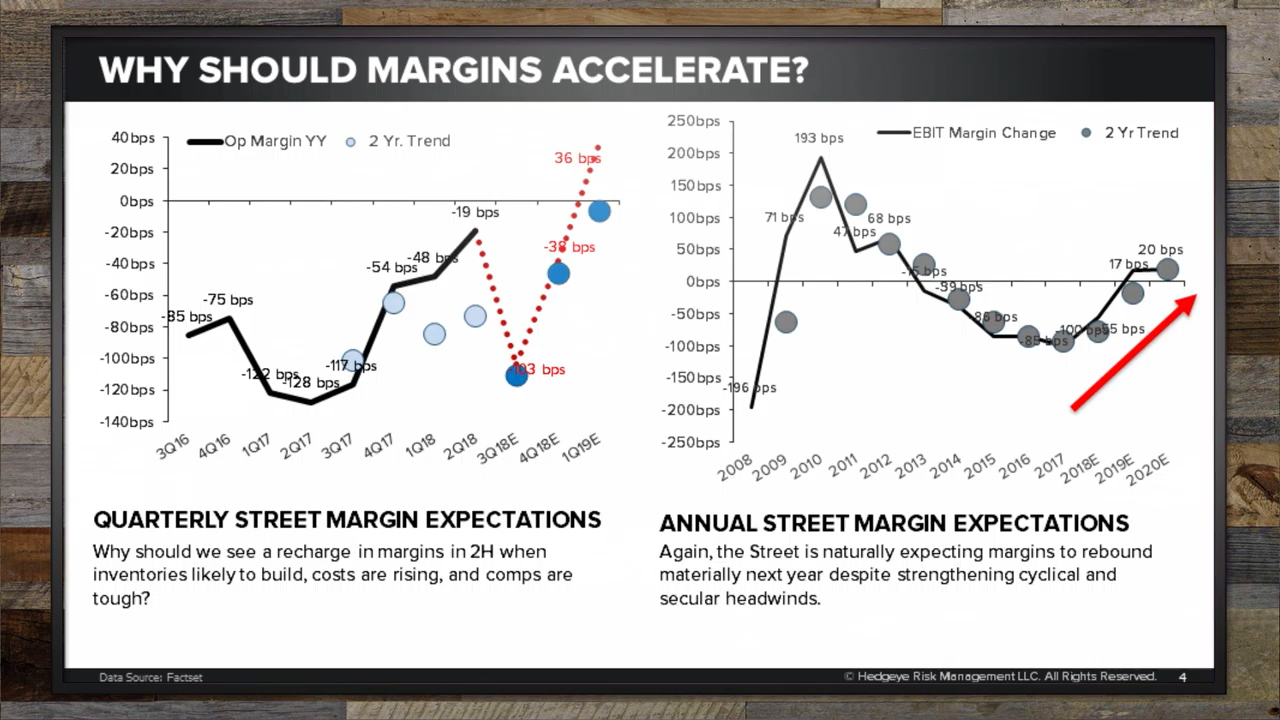 WHY SHOULD MARGINS ACCELERATE?
Op Margin YY
2 Yr. Trend
40bps
20bps
0bps
-20bps
-40bps
-60bps
-80bps
-100bps
-120bps
-140bps
-85 bps
-75 bps
-122 bps
-128 bps
-117 bps
-54 bps
-48 bps
-19 bps
-103 bps
-38 bps
36 bps
3Q16
4Q16
1Q17
2Q17
3Q17
4Q17
1Q18
2Q18
3Q18E
4Q18E
1Q19E
QUARTERLY STREET MARGIN EXPECTATIONS
Why should we see a recharge in margins in 2H when
inventories likely to build, costs are rising, and comps are
tough?
EBIT Margin Change
2 Yr Trend
250bps
200bps
150bps
100bps
50bps
0bps
-50bps
-100bps
-150bps
-200bps
-250bps
-196 bps
71 bps
193 bps
47 bps
68 bps
-15 bps
-39 bps
-86 bps
-100 bps
17 bps
20 bps
2008
2009
2010
2011
2012
2013
2014
2015
2016
2017
2018E
2019E
2020E
ANNUAL STREET MARGIN EXPECTATIONS
Again, the Street is naturally expecting margins to rebound
materially next year despite strengthening cyclical and
secular headwinds.
Data Source: Factset
© Hedgeye Risk Management LLC. All Rights Reserved.
4